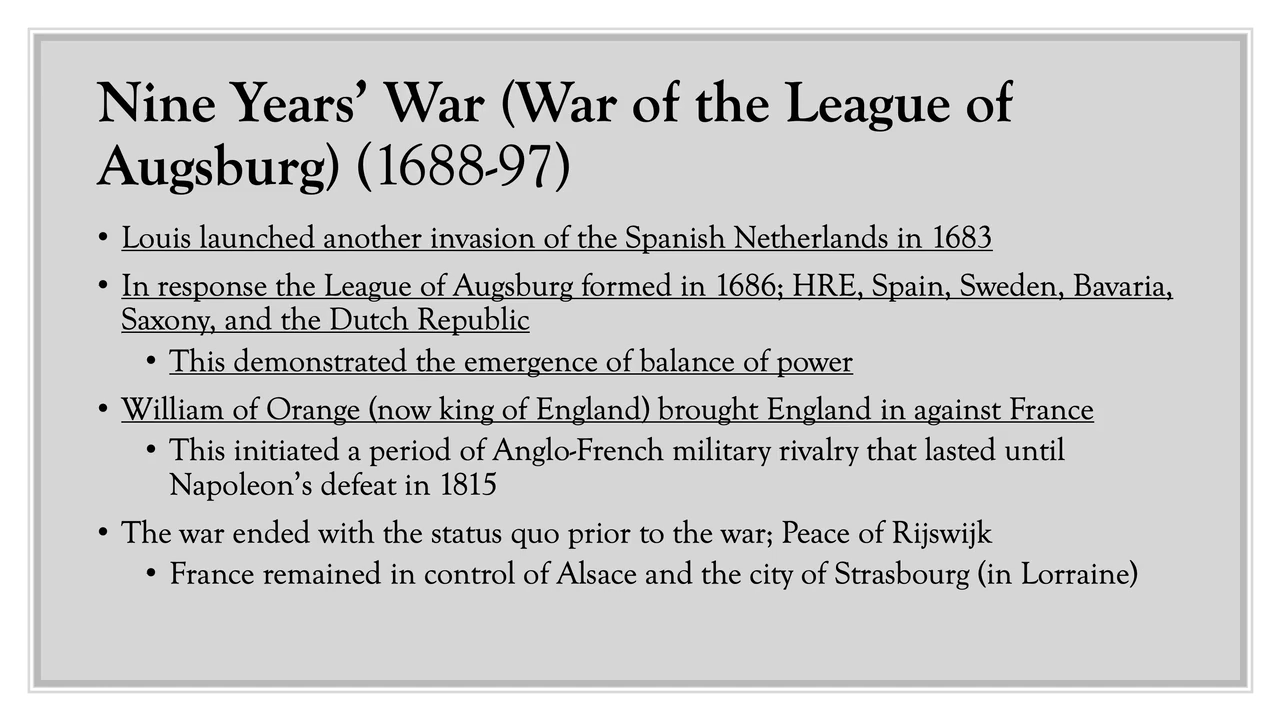 Nine Years’ War (War of the League of
Augsburg) (1688-97)
• Louis launched another invasion of the Spanish Netherlands in 1683
• In response the League of Augsburg formed in 1686; HRE, Spain, Sweden, Bavaria,
Saxony, and the Dutch Republic
• This demonstrated the emergence of balance of power
• William of Orange (now king of England) brought England in against France
• This initiated a period of Anglo-French military rivalry that lasted until
Napoleon’s defeat in 1815
• The war ended with the status quo prior to the war; Peace of Rijswijk
• France remained in control of Alsace and the city of Strasbourg (in Lorraine)